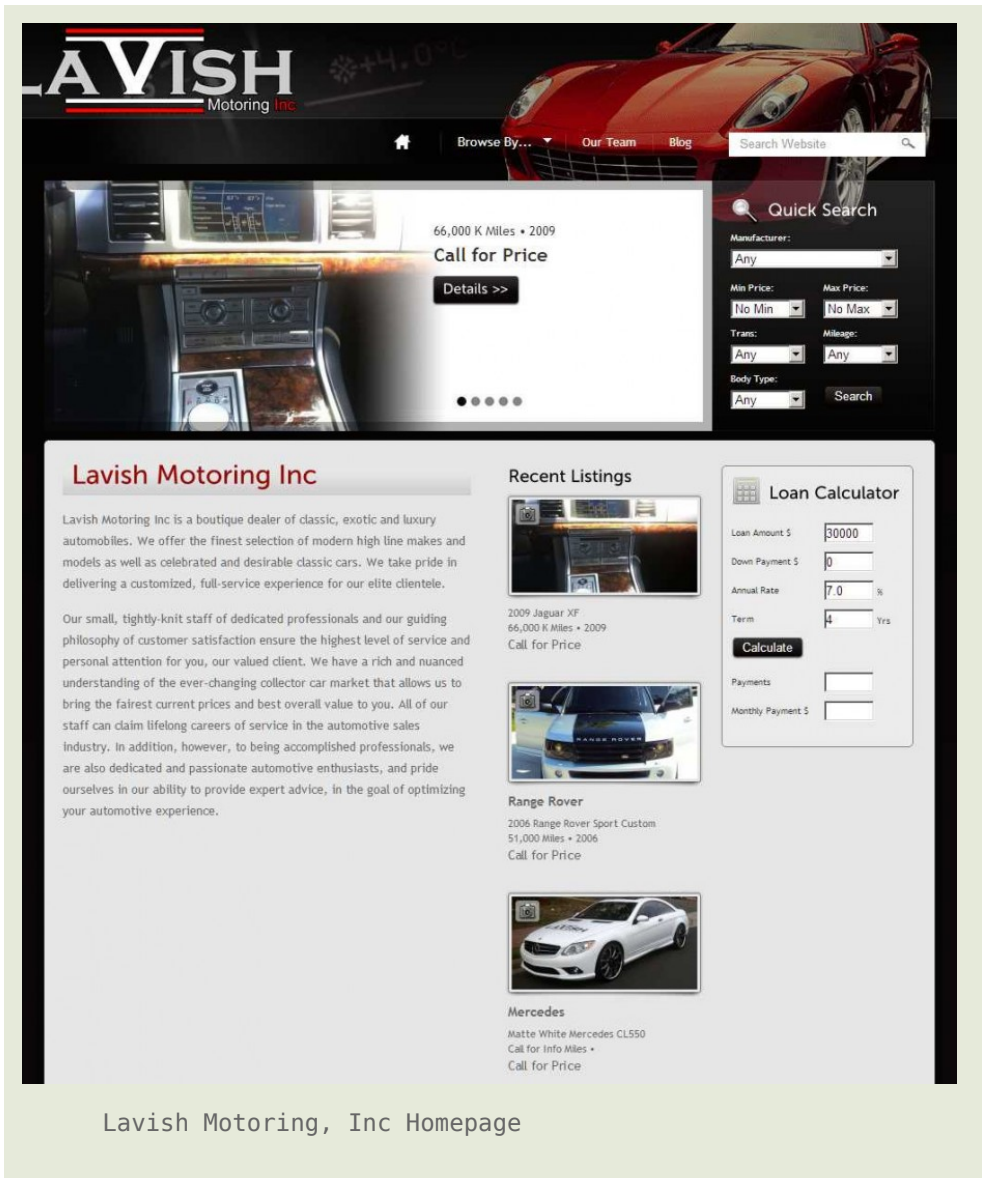 LAVISH
Motoring Inc
+4.0°C
Browse By...
Our Team
Blog
Search Website
66,000 K Miles • 2009
Call for Price
Details >>
Quick Search
Manufacturer:
Any
Min Price:
Max Price:
No Min
No Max
Trans:
Mileage:
Any
Any
Body Type:
Any
Search
Lavish Motoring Inc
Lavish Motoring Inc is a boutique dealer of classic, exotic and luxury
automobiles. We offer the finest selection of modern high line makes and
models as well as celebrated and desirable classic cars. We take pride in
delivering a customized, full-service experience for our elite clientele.
Our small, tightly-knit staff of dedicated professionals and our guiding
philosophy of customer satisfaction ensure the highest level of service and
personal attention for you, our valued client. We have a rich and nuanced
understanding of the ever-changing collector car market that allows us to
bring the fairest current prices and best overall value to you. All of our
staff can claim lifelong careers of service in the automotive sales
industry. In addition, however, to being accomplished professionals, we
are also dedicated and passionate automotive enthusiasts, and pride
ourselves in our ability to provide expert advice, in the goal of optimizing
your automotive experience.
Recent Listings
2009 Jaguar XF
66,000 K Miles • 2009
Call for Price
RANGE ROVER
Range Rover
2006 Range Rover Sport Custom
51,000 Miles • 2006
Call for Price
LAVISH
Mercedes
Matte White Mercedes CL550
Call for Info Miles •
Call for Price
Loan Calculator
Loan Amount $ 30000
Down Payment $ 0
Annual Rate 7.0 %
Term 4 Yrs
Calculate
Payments
Monthly Payment $
Lavish Motoring, Inc Homepage